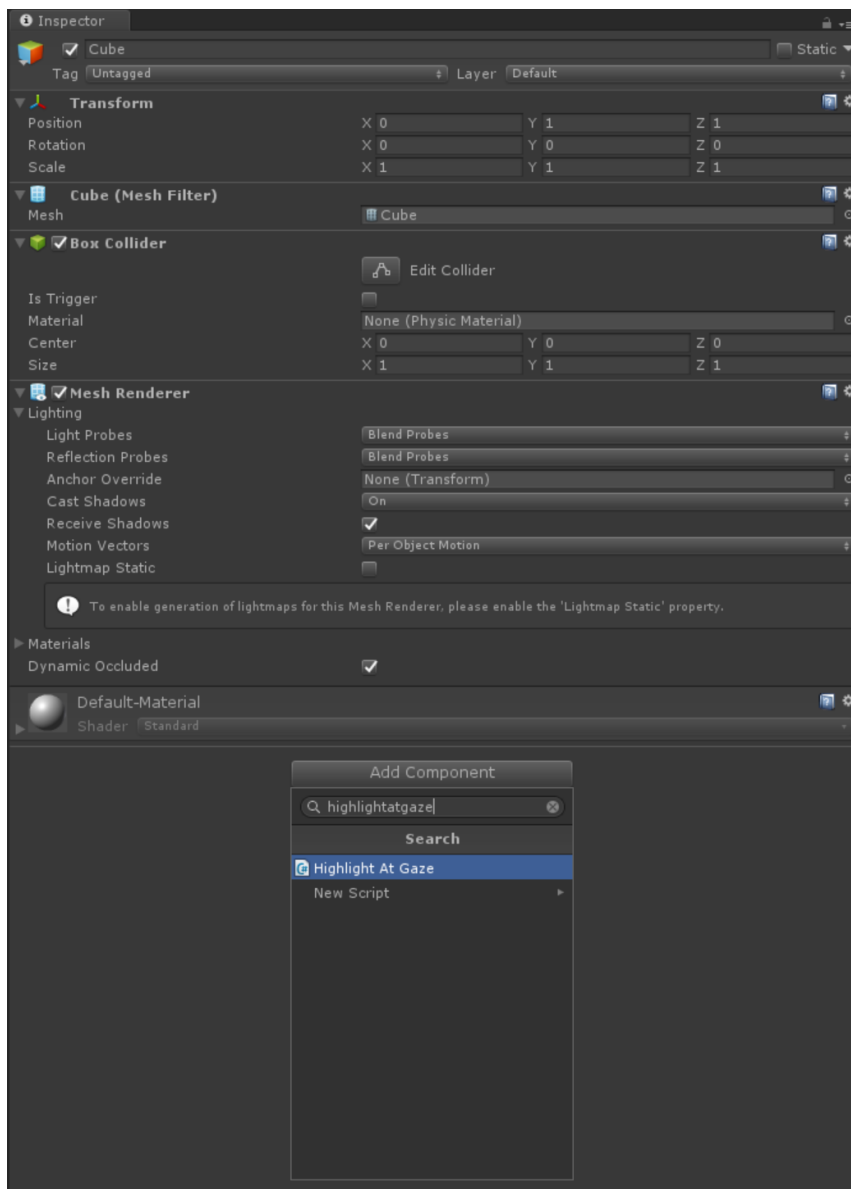 Inspector
Cube Static
Tag Untagged Layer Default
Transform
Position X 0 Y 1 Z 1
Rotation X 0 Y 0 Z 0
Scale X 1 Y 1 Z 1
Cube (Mesh Filter)
Mesh Cube
Box Collider
Edit Collider
Is Trigger
Material None (Physic Material)
Center X 0 Y 0 Z 0
Size X 1 Y 1 Z 1
Mesh Renderer
Lighting
Light Probes Blend Probes
Reflection Probes Blend Probes
Anchor Override None (Transform)
Cast Shadows On
Receive Shadows
Motion Vectors Per Object Motion
Lightmap Static
To enable generation of lightmaps for this Mesh Renderer, please enable the 'Lightmap Static' property.
Materials
Dynamic Occluded
Default-Material
Shader Standard
Add Component
highlightatgaze
Search
Highlight At Gaze
New Script